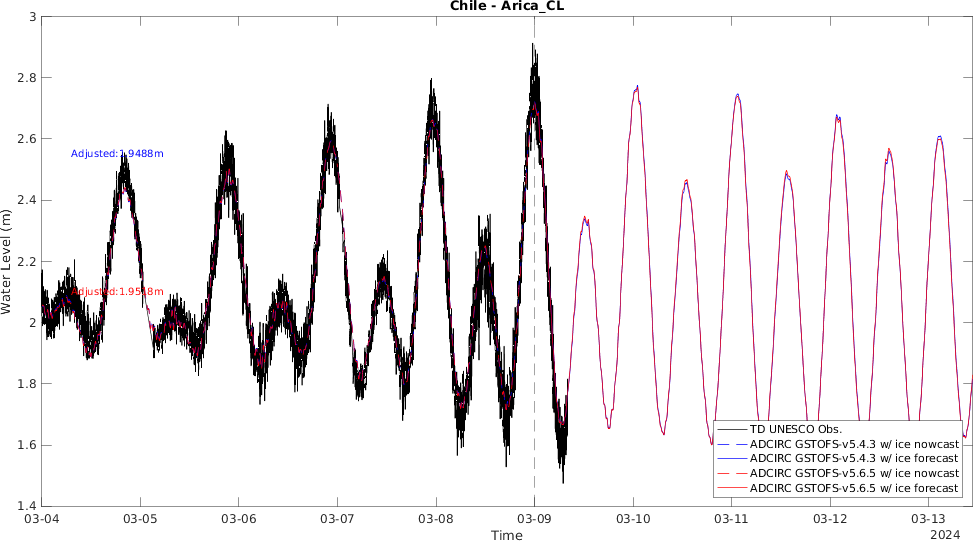 Chile - Arica_CL
3
2.8
2.6
2.4
2.2
2
1.8
1.6
1.4
Water Level (m)
Adjusted:1.9488m
TD UNESCO Obs.
ADCIRC GSTOFS-v5.4.3 w/ ice nowcast
ADCIRC GSTOFS-v5.4.3 w/ ice forecast
ADCIRC GSTOFS-v5.6.5 w/ ice nowcast
ADCIRC GSTOFS-v5.6.5 w/ ice forecast
03-04 03-05 03-06 03-07 03-08 03-09 03-10 03-11 03-12 03-13
Time
2024